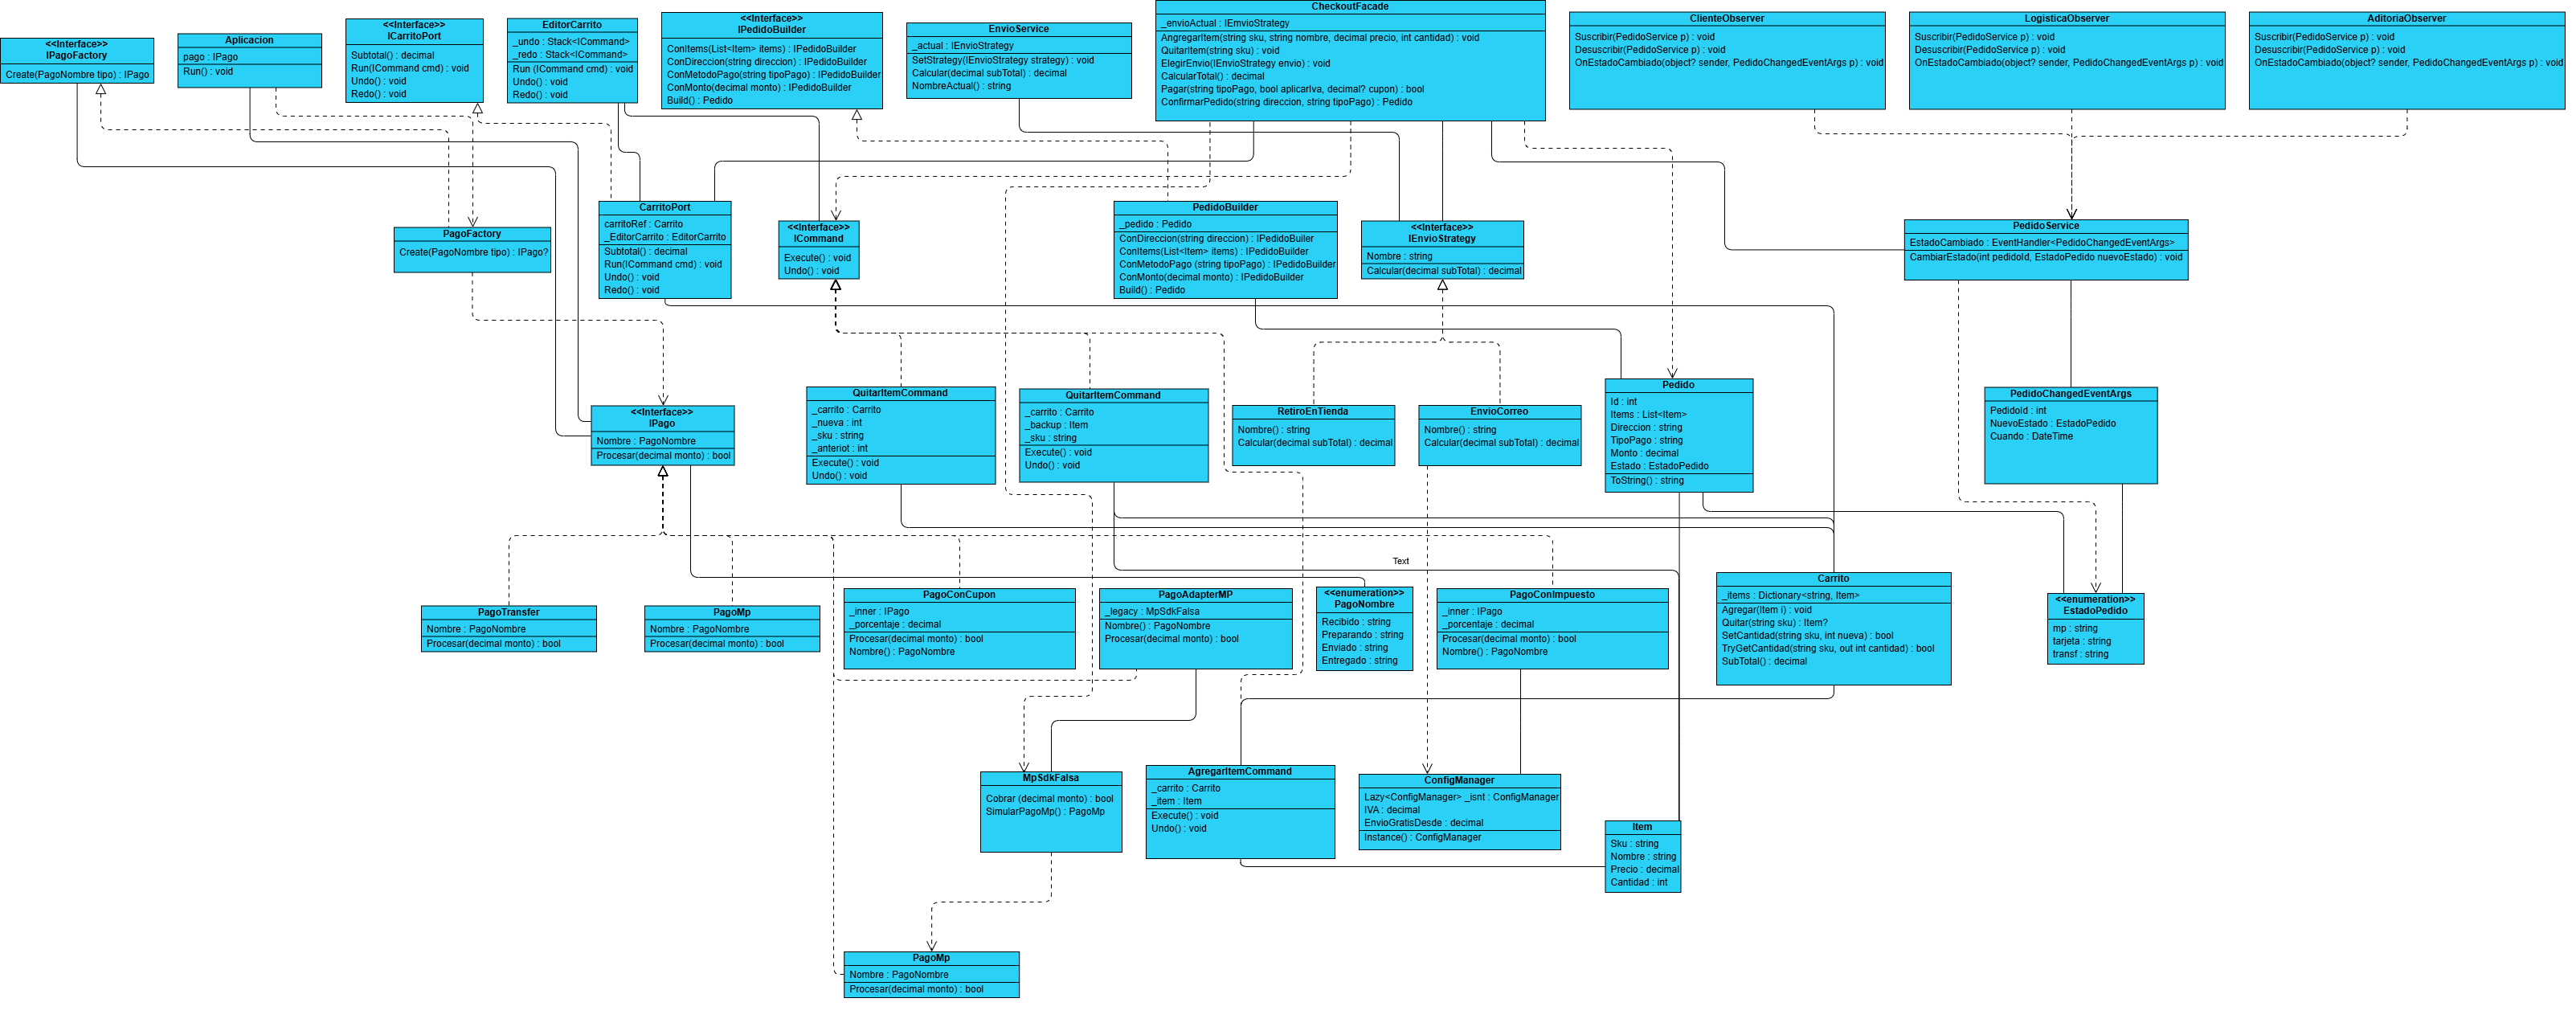 <<Interface>>
IPagoFactory
Create(PagoNombre tipo) : IPago
Aplicacion
pago : IPago
Run() : void
<<Interface>>
ICarritoPort
Subtotal() : decimal
Run(ICommand cmd) : void
Undo() : void
Redo() : void
EditorCarrito
_undo : Stack<ICommand>
_redo : Stack<ICommand>
Run (ICommand cmd) : void
Undo() : void
Redo() : void
<<Interface>>
IPedidoBuilder
ConItems(List<Item> items) : IPedidoBuilder
ConDireccion(string direccion) : IPedidoBuilder
ConMetodoPago(string tipoPago) : IPedidoBuilder
ConMonto(decimal monto) : IPedidoBuilder
Build() : Pedido
EnvioService
_actual : IEnvioStrategy
SetStrategy(IEnvioStrategy strategy) : void
Calcular(decimal subTotal) : decimal
NombreActual() : string
CheckoutFacade
_envioActual : IEmvioStrategy
AngregarItem(string sku, string nombre, decimal precio, int cantidad) : void
QuitarItem(string sku) : void
ElegirEnvio(IEnvioStrategy envio) : void
CalcularTotal() : decimal
Pagar(string tipoPago, bool aplicarIva, decimal? cupon) : bool
ConfirmarPedido(string direccion, string tipoPago) : Pedido
ClienteObserver
Suscribir(PedidoService p) : void
Desuscribir(PedidoService p) : void
OnEstadoCambiado(object? sender, PedidoChangedEventArgs p) : void
LogisticaObserver
Suscribir(PedidoService p) : void
Desuscribir(PedidoService p) : void
OnEstadoCambiado(object? sender, PedidoChangedEventArgs p) : void
AditoriaObserver
Suscribir(PedidoService p) : void
Desuscribir(PedidoService p) : void
OnEstadoCambiado(object? sender, PedidoChangedEventArgs p) : void
PagoFactory
Create(PagoNombre tipo) : IPago?
CarritoPort
carritoRef : Carrito
_EditorCarrito : EditorCarrito
Subtotal() : decimal
Run(ICommand cmd) : void
Undo() : void
Redo() : void
<<Interface>>
ICommand
Execute() : void
Undo() : void
PedidoBuilder
_pedido : Pedido
ConDireccion(string direccion) : IPedidoBuiler
ConItems(List<Item> items) : IPedidoBuilder
ConMetodoPago (string tipoPago) : IPedidoBuilder
ConMonto(decimal monto) : IPedidoBuilder
Build() : Pedido
<<Interface>>
IEnvioStrategy
Nombre : string
Calcular(decimal subTotal) : decimal
PedidoService
EstadoCambiado : EventHandler<PedidoChangedEventArgs>
CambiarEstado(int pedidoId, EstadoPedido nuevoEstado) : void
<<Interface>>
IPago
Nombre : PagoNombre
Procesar(decimal monto) : bool
QuitarItemCommand
_carrito : Carrito
_nueva : int
_sku : string
_anteriot : int
Execute() : void
Undo() : void
QuitarItemCommand
_carrito : Carrito
_backup : Item
_sku : string
Execute() : void
Undo() : void
RetiroEnTienda
Nombre() : string
Calcular(decimal subTotal) : decimal
EnvioCorreo
Nombre() : string
Calcular(decimal subTotal) : decimal
Pedido
Id : int
Items : List<Item>
Direccion : string
TipoPago : string
Monto : decimal
Estado : EstadoPedido
ToString() : string
PedidoChangedEventArgs
PedidoId : int
NuevoEstado : EstadoPedido
Cuando : DateTime
Text
PagoTransfer
Nombre : PagoNombre
Procesar(decimal monto) : bool
PagoMp
Nombre : PagoNombre
Procesar(decimal monto) : bool
PagoConCupon
_inner : IPago
_porcentaje : decimal
Procesar(decimal monto) : bool
Nombre() : PagoNombre
PagoAdapterMP
_legacy : MpSdkFalsa
Nombre() : PagoNombre
Procesar(decimal monto) : bool
<<enumeration>>
PagoNombre
Recibido : string
Preparando : string
Enviado : string
Entregado : string
PagoConImpuesto
_inner : IPago
_porcentaje : decimal
Procesar(decimal monto) : bool
Nombre() : PagoNombre
Carrito
_items : Dictionary<string, Item>
Agregar(Item i) : void
Quitar(string sku) : Item?
SetCantidad(string sku, int nueva) : bool
TryGetCantidad(string sku, out int cantidad) : bool
SubTotal() : decimal
<<enumeration>>
EstadoPedido
mp : string
tarjeta : string
transf : string
MpSdkFalsa
Cobrar (decimal monto) : bool
SimularPagoMp() : PagoMp
AgregarItemCommand
_carrito : Carrito
_item : Item
Execute() : void
Undo() : void
ConfigManager
Lazy<ConfigManager> _isnt : ConfigManager
IVA : decimal
EnvioGratisDesde : decimal
Instance() : ConfigManager
Item
Sku : string
Nombre : string
Precio : decimal
Cantidad : int
PagoMp
Nombre : PagoNombre
Procesar(decimal monto) : bool